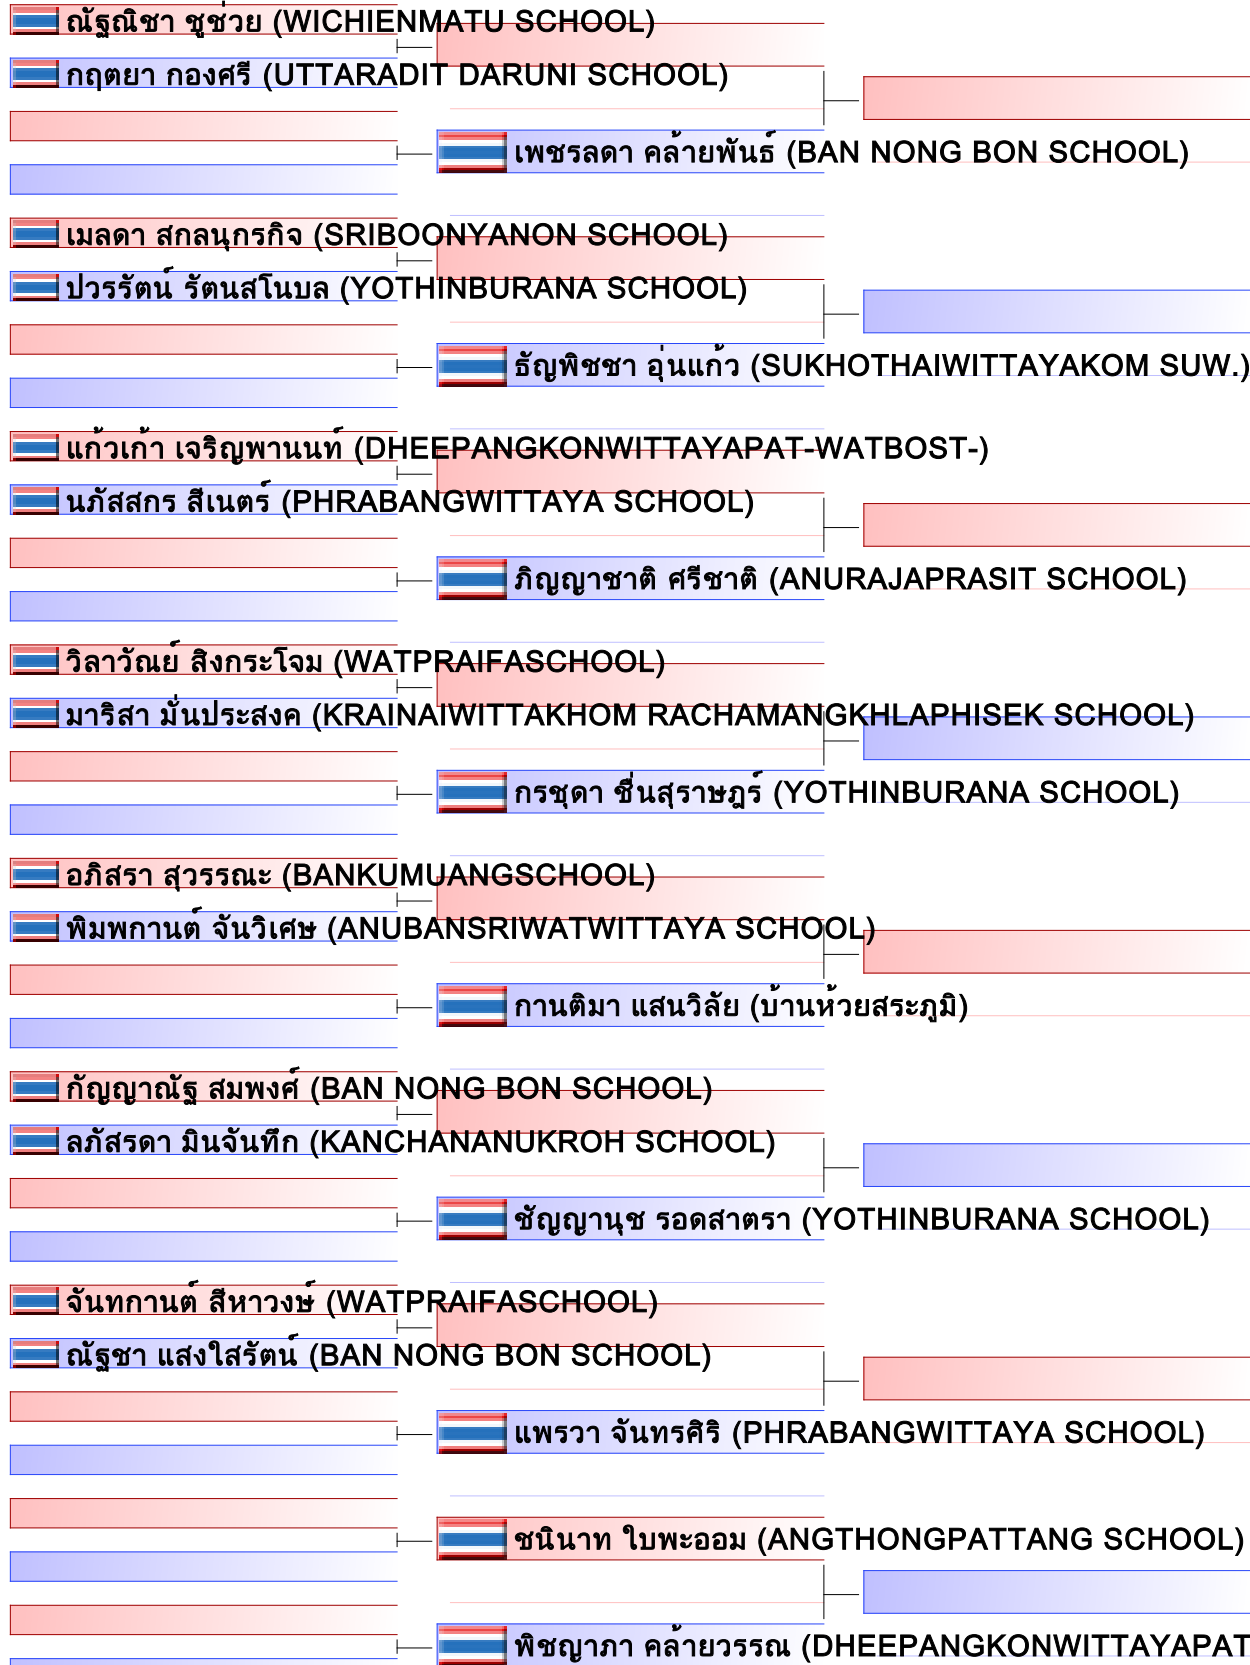 ณัฐณิชา ชูช่วย (WICHIENMATU SCHOOL)
กฤตยา กองศรี (UTTARADIT DARUNI SCHOOL)
เพชรลดา คล้ายพันธ์ (BAN NONG BON SCHOOL)
เมลดา สกลนุกรกิจ (SRIBOONYANON SCHOOL)
ปวรรัตน์ รัตนสโนบล (YOTHINBURANA SCHOOL)
ธัญพิชชา อุ่นแก้ว (SUKHOTHAIWITTAYAKOM SUW.)
แก้วเก้า เจริญพานนท์ (DHEEPANGKONWITTAYAPAT-WATBOST-)
นภัสสกร สีเนตร์ (PHRABANGWITTAYA SCHOOL)
ภิญญาชาติ ศรีชาติ (ANURAJAPRASIT SCHOOL)
วิลาวัณย์ สิงกระโจม (WATPRAIFASCHOOL)
มาริสา มั่นประสงค (KRAINAIWITTAKHOM RACHAMANGKHLAPHISEK SCHOOL)
กรชุดา ชื่นสุราษฎร์ (YOTHINBURANA SCHOOL)
อภิสรา สุวรรณะ (BANKUMUANGSCHOOL)
พิมพกานต์ จันวิเศษ (ANUBANSRIWATWITTAYA SCHOOL)
กานติมา แสนวิลัย (บ้านห้วยสระภูมิ)
กัญญาณัฐ สมพงศ์ (BAN NONG BON SCHOOL)
ลภัสรดา มินจันทึก (KANCHANANUKROH SCHOOL)
ชัญญานุช รอดสาตรา (YOTHINBURANA SCHOOL)
จันทกานต์ สีหาวงษ์ (WATPRAIFASCHOOL)
ณัฐชา แสงใสรัตน์ (BAN NONG BON SCHOOL)
แพรวา จันทรศิริ (PHRABANGWITTAYA SCHOOL)
ชนินาท ใบพะออม (ANGTHONGPATTANG SCHOOL)
พิชญาภา คล้ายวรรณ (DHEEPANGKONWITTAYAPAT